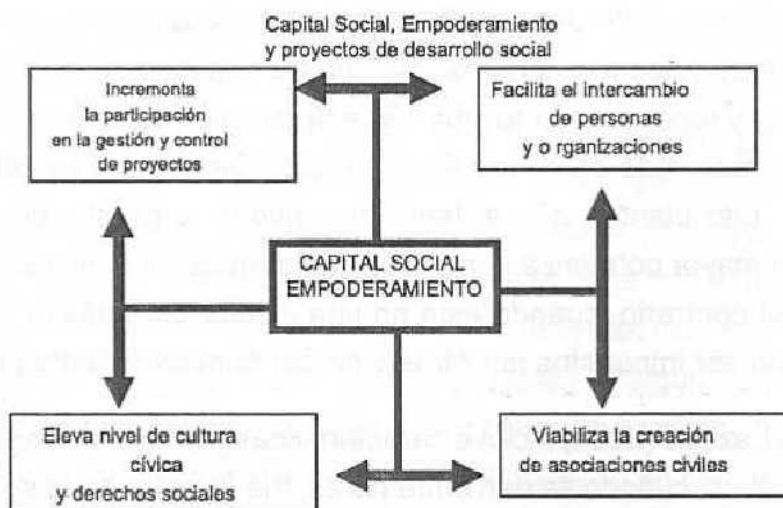 Capital Social, Empoderamiento
y proyectos de desarrollo social
Incrementa
la participación
en la gestión y control
de proyectos
Facilita el intercambio
de personas
y o rganizaciones
CAPITAL SOCIAL
EMPODERAMIENTO
Eleva nivel de cultura
cívica
y derechos sociales
Viabiliza la creación
de asociaciones civiles